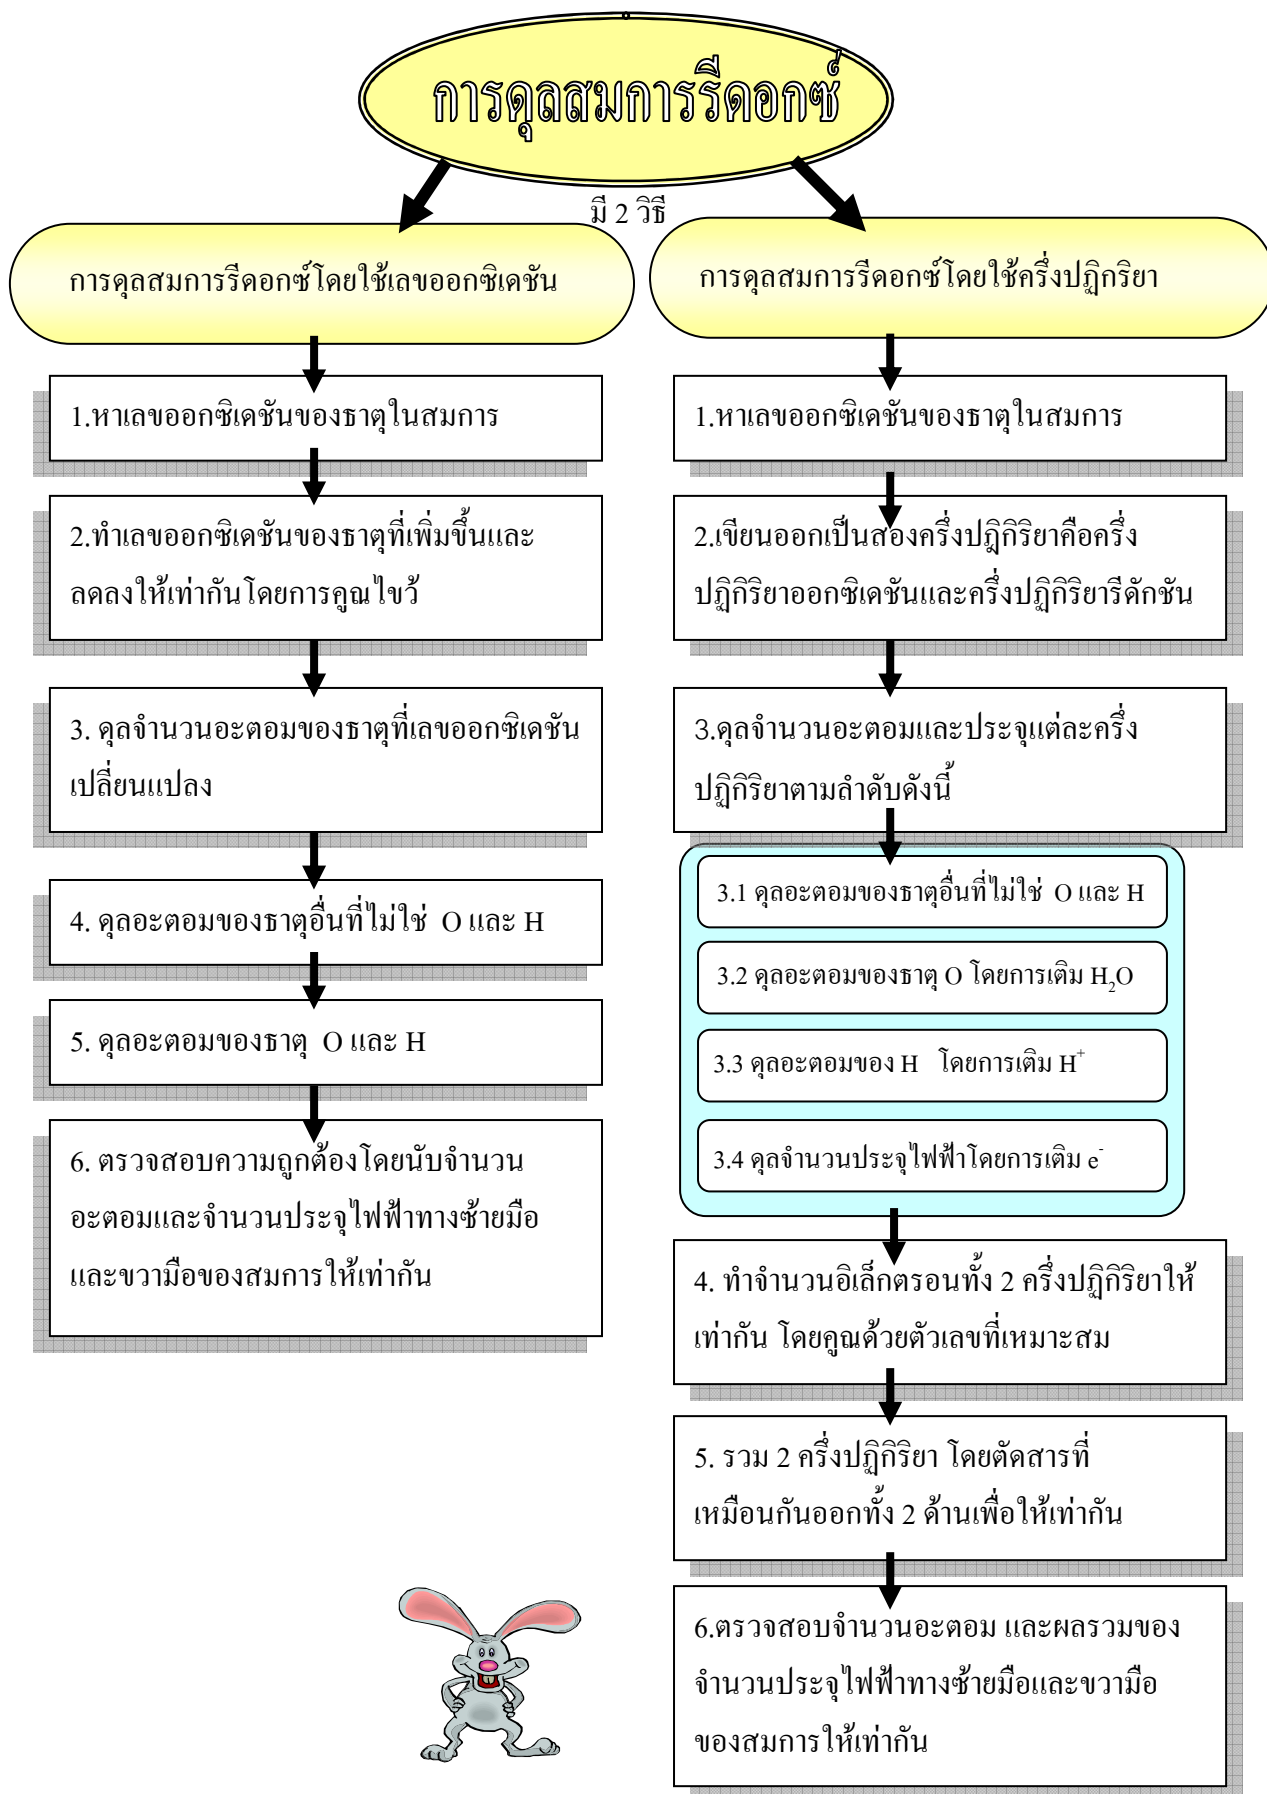 การดุลสมการรีดอกซ์
มี 2 วิธี
การดุลสมการรีดอกซ์โดยใช้เลขออกซิเดชัน
1.หาเลขออกซิเดชันของธาตุในสมการ
2.ทำเลขออกซิเดชันของธาตุที่เพิ่มขึ้นและ
ลดลงให้เท่ากันโดยการคูณไขว้
3. ดุลจำนวนอะตอมของธาตุที่เลขออกซิเดชัน
เปลี่ยนแปลง
4. ดุลอะตอมของธาตุอื่นที่ไม่ใช่ O และ H
5. ดุลอะตอมของธาตุ O และ H
6. ตรวจสอบความถูกต้องโดยนับจำนวน
อะตอมและจำนวนประจุไฟฟ้าทางซ้ายมือ
และขวามือของสมการให้เท่ากัน
การดุลสมการรีดอกซ์โดยใช้ครึ่งปฏิกริยา
1.หาเลขออกซิเดชันของธาตุในสมการ
2.เขียนออกเป็นสองครึ่งปฎิกิริยาคือครึ่ง
ปฏิกิริยาออกซิเดชันและครึ่งปฏิกิริยารีดักชัน
3.ดุลจำนวนอะตอมและประจุแต่ละครึ่ง
ปฏิกิริยาตามลำดับดังนี้
3.1 ดุลอะตอมของธาตุอื่นที่ไม่ใช่ O และ H
3.2 ดุลอะตอมของธาตุ O โดยการเติม H₂O
3.3 ดุลอะตอมของ H โดยการเติม H⁺
3.4 ดุลจำนวนประจุไฟฟ้าโดยการเติม e⁻
4. ทำจำนวนอิเล็กตรอนทั้ง 2 ครึ่งปฏิกิริยาให้
เท่ากัน โดยคูณด้วยตัวเลขที่เหมาะสม
5. รวม 2 ครึ่งปฏิกิริยา โดยตัดสารที่
เหมือนกันออกทั้ง 2 ด้านเพื่อให้เท่ากัน
6.ตรวจสอบจำนวนอะตอม และผลรวมของ
จำนวนประจุไฟฟ้าทางซ้ายมือและขวามือ
ของสมการให้เท่ากัน